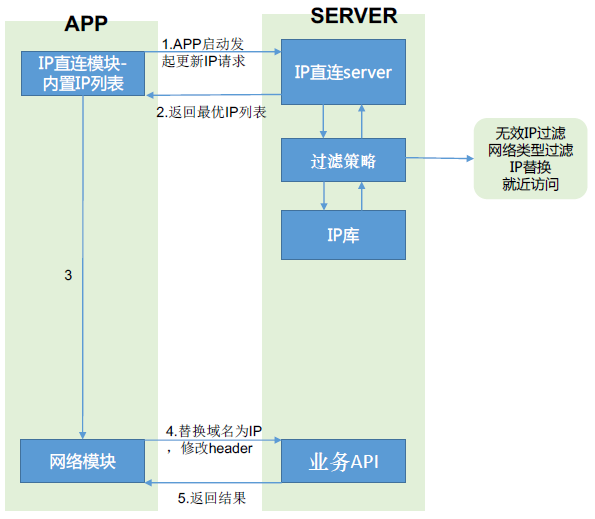 APP
SERVER
1.APP启动发
起更新IP请求
IP直连模块-
内置IP列表
IP直连server
2.返回最优IP列表
过滤策略
无效IP过滤
网络类型过滤
IP替换
就近访问
IP库
3
4.替换域名为IP
，修改header
网络模块
业务API
5.返回结果